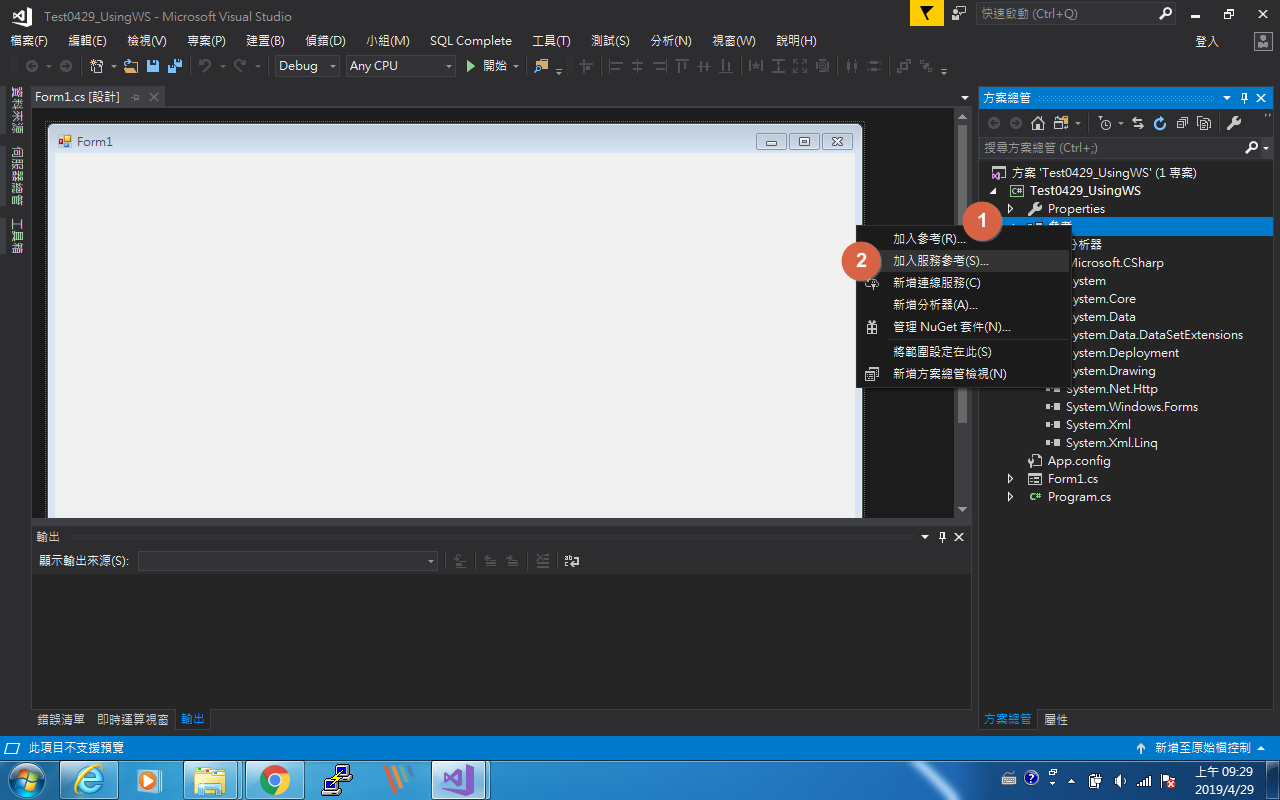 Test0429_UsingWS - Microsoft Visual Studio
快速啟動 (Ctrl+Q)
檔案(F) 編輯(E) 檢視(V) 專案(P) 建置(B) 偵錯(D) 小組(M) SQL Complete 工具(T) 測試(S) 分析(N) 視窗(W) 說明(H) 登入
Debug Any CPU 開始
資料來源
伺服器總管
工具箱
Form1.cs [設計]
Form1
方案總管
搜尋方案總管 (Ctrl+;)
方案 'Test0429_UsingWS' (1 專案)
C# Test0429_UsingWS
Properties
1
加入參考(R)...
2
加入服務參考(S)...
新增連線服務(C)
新增分析器(A)...
管理 NuGet 套件(N)...
將範圍設定在此(S)
新增方案總管檢視(N)
分析器
Microsoft.CSharp
ystem
ystem.Core
ystem.Data
ystem.Data.DataSetExtensions
ystem.Deployment
ystem.Drawing
System.Net.Http
System.Windows.Forms
System.Xml
System.Xml.Linq
App.config
Form1.cs
C# Program.cs
輸出
顯示輸出來源(S):
錯誤清單 即時運算視窗 輸出
方案總管 屬性
此項目不支援預覽
新增至原始檔控制
上午 09:29
2019/4/29